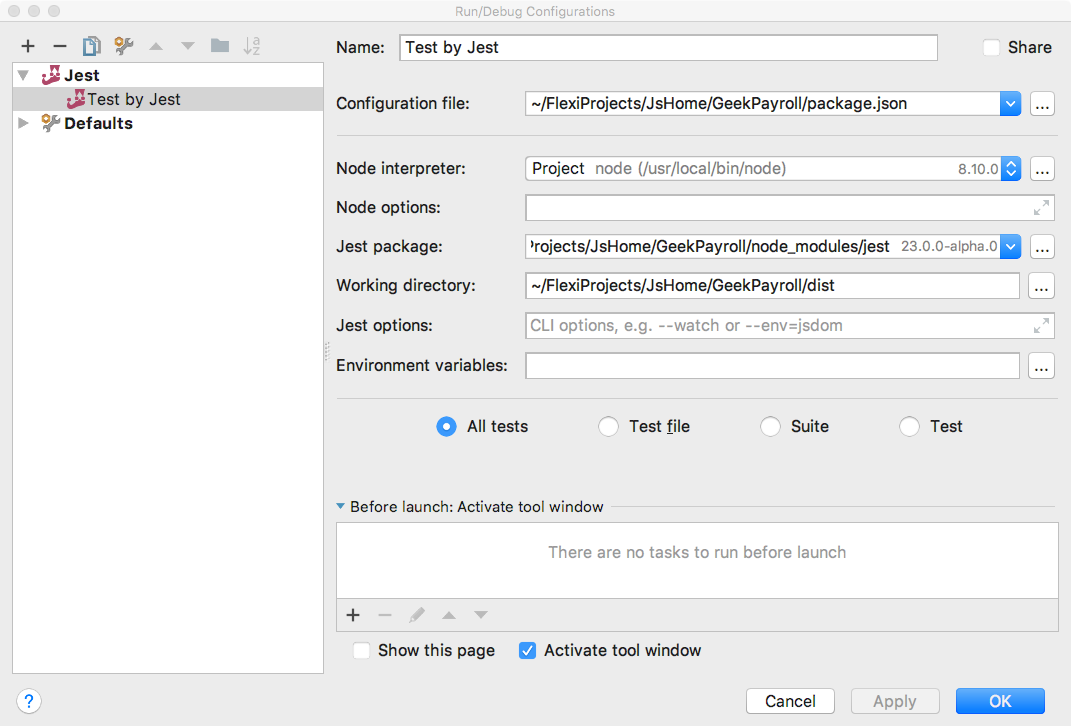 Run/Debug Configurations
Name: Test by Jest Share
Jest
Test by Jest
Defaults
Configuration file: ~/FlexiProjects/JsHome/GeekPayroll/package.json ...
Node interpreter: Project node (/usr/local/bin/node) 8.10.0 ...
Node options:
Jest package: Projects/JsHome/GeekPayroll/node_modules/jest 23.0.0-alpha.0 ...
Working directory: ~/FlexiProjects/JsHome/GeekPayroll/dist ...
Jest options: CLI options, e.g. --watch or --env=jsdom
Environment variables: ...
All tests Test file Suite Test
Before launch: Activate tool window
There are no tasks to run before launch
Show this page Activate tool window
? Cancel Apply OK